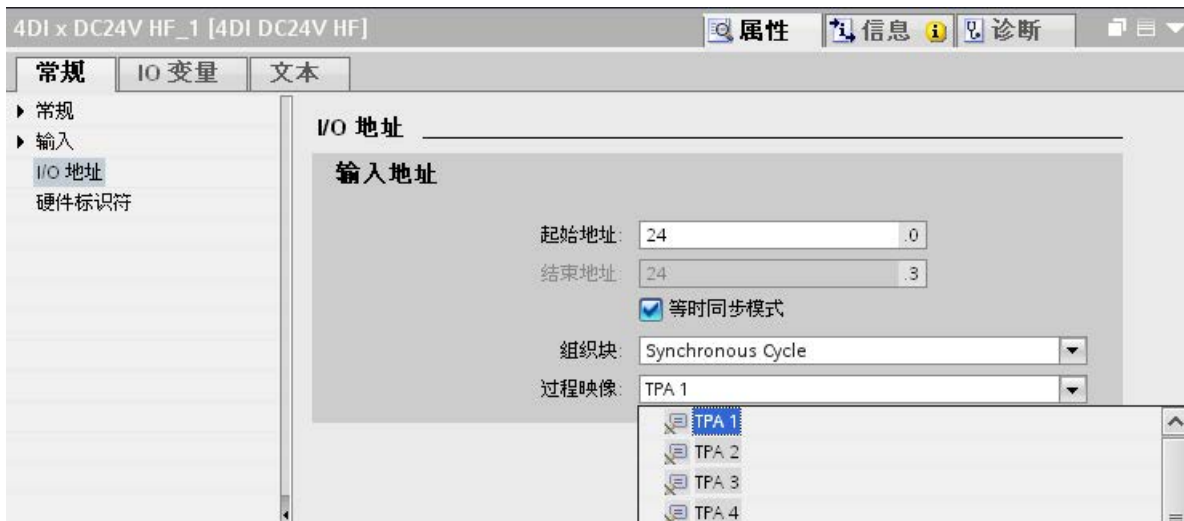 4DI x DC24V HF_1 [4DI DC24V HF]
属性
信息
诊断
常规
IO 变量
文本
常规
输入
I/O 地址
硬件标识符
I/O 地址
输入地址
起始地址: 24 .0
结束地址: 24 .3
等时同步模式
组织块: Synchronous Cycle
过程映像: TPA 1
TPA 1
TPA 2
TPA 3
TPA 4